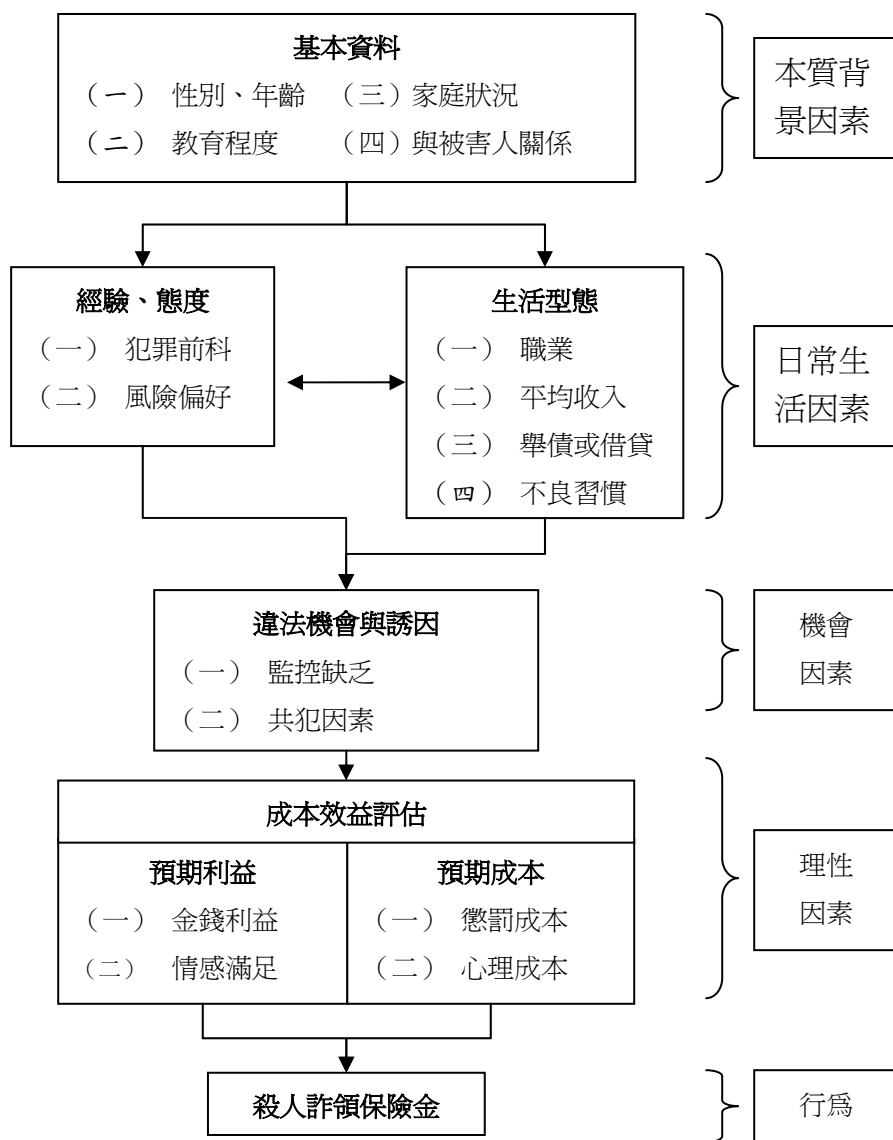 基本資料
(一) 性別、年齡 (三)家庭狀況
(二) 教育程度 (四)與被害人關係
本質背
景因素
經驗、態度
(一) 犯罪前科
(二) 風險偏好
生活型態
(一) 職業
(二) 平均收入
(三) 舉債或借貸
(四) 不良習慣
日常生
活因素
違法機會與誘因
(一) 監控缺乏
(二) 共犯因素
機會
因素
成本效益評估
預期利益
(一) 金錢利益
(二) 情感滿足
預期成本
(一) 懲罰成本
(二) 心理成本
理性
因素
殺人詐領保險金
行為